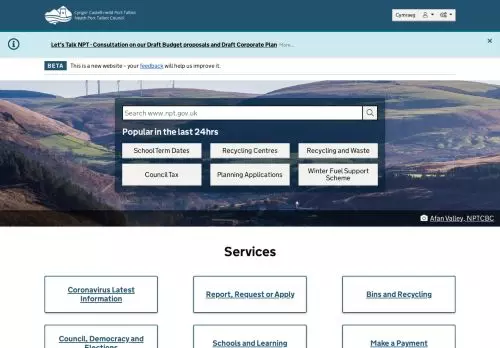 Cyngor Castell-nedd Port Talbot
Neath Port Talbot Council
Cymraeg
Let's Talk NPT - Consultation on our Draft Budget proposals and Draft Corporate Plan More...
BETA This is a new website - your feedback will help us improve it.
Search www.npt.gov.uk
Popular in the last 24hrs
School Term Dates
Recycling Centres
Recycling and Waste
Council Tax
Planning Applications
Winter Fuel Support
Scheme
Afan Valley, NPTCBC
Services
Coronavirus Latest
information
Report, Request or Apply
Bins and Recycling
Council, Democracy and
Elections
Schools and Learning
Make a Payment